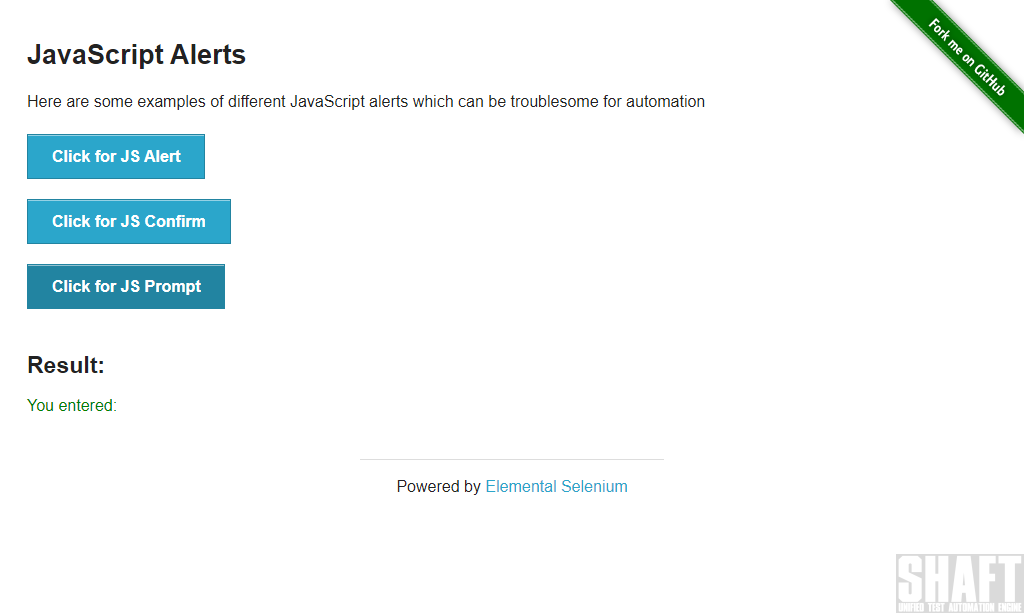 Fork me on GitHub
JavaScript Alerts
Here are some examples of different JavaScript alerts which can be troublesome for automation
Click for JS Alert
Click for JS Confirm
Click for JS Prompt
Result:
You entered:
Powered by Elemental Selenium
SHAFT
UNIFIED TEST AUTOMATION ENGINE